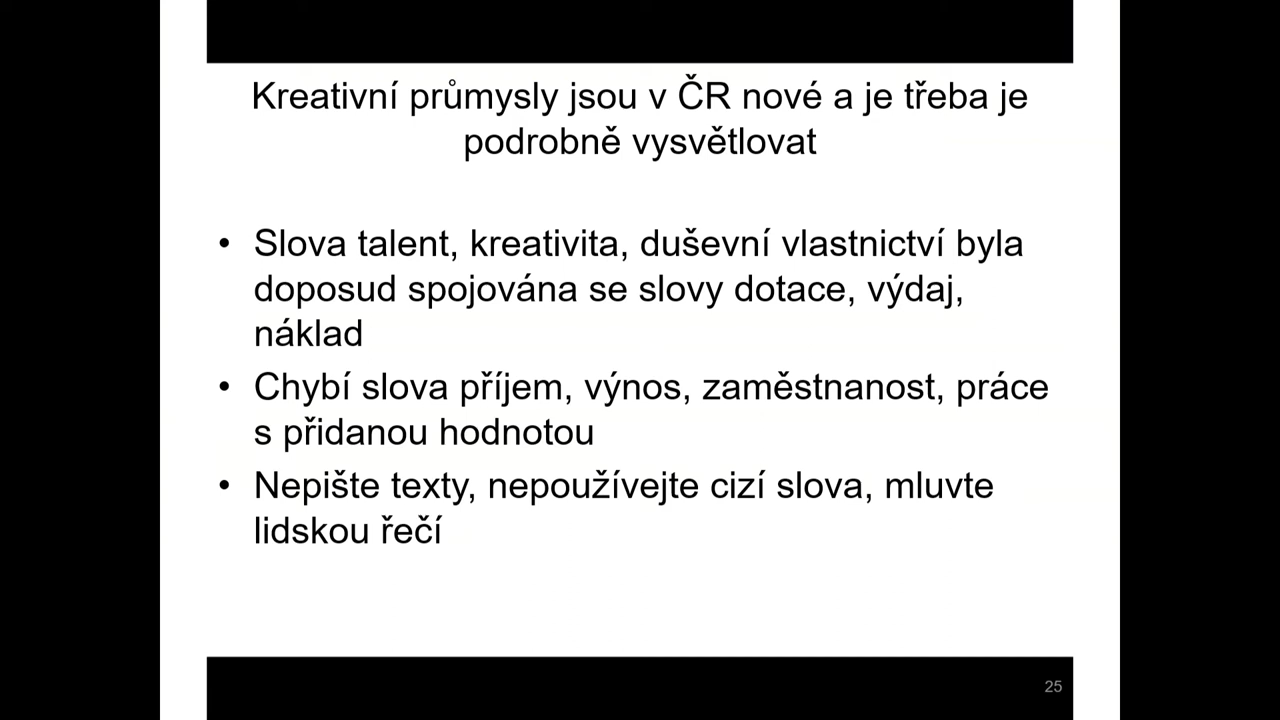 Kreativní průmysly jsou v ČR nové a je třeba je
podrobně vysvětlovat
• Slova talent, kreativita, duševní vlastnictví byla
doposud spojována se slovy dotace, výdaj,
náklad
• Chybí slova příjem, výnos, zaměstnanost, práce
s přidanou hodnotou
• Nepište texty, nepoužívejte cizí slova, mluvte
lidskou řečí
25